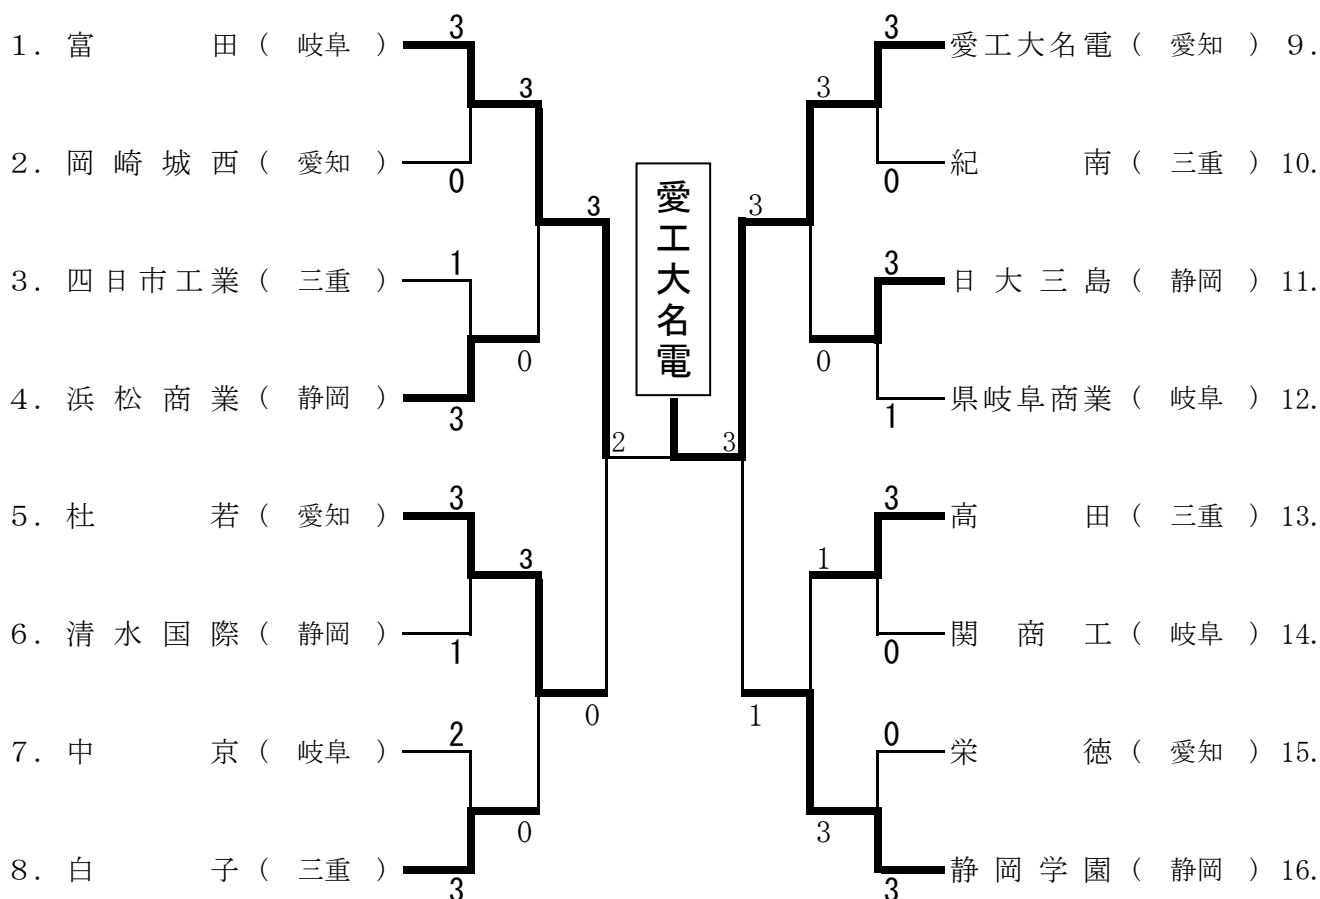 3 3
1. 富 田 ( 岐阜 ) 愛工大名電 ( 愛知 ) 9.
3 3
2. 岡 崎 城 西 ( 愛知 ) 紀 南 ( 三重 ) 10.
0 0
3 3
愛工大名電
1 3
3. 四日市工業 ( 三重 ) 日 大 三 島 ( 静岡 ) 11.
0 0
4. 浜 松 商 業 ( 静岡 ) 県岐阜商業 ( 岐阜 ) 12.
3 1
2 3
3 3
5. 杜 若 ( 愛知 ) 高 田 ( 三重 ) 13.
3 1
6. 清 水 国 際 ( 静岡 ) 関 商 工 ( 岐阜 ) 14.
1 0
0 1
2 0
7. 中 京 ( 岐阜 ) 栄 徳 ( 愛知 ) 15.
0 3
8. 白 子 ( 三重 ) 静 岡 学 園 ( 静岡 ) 16.
3 3